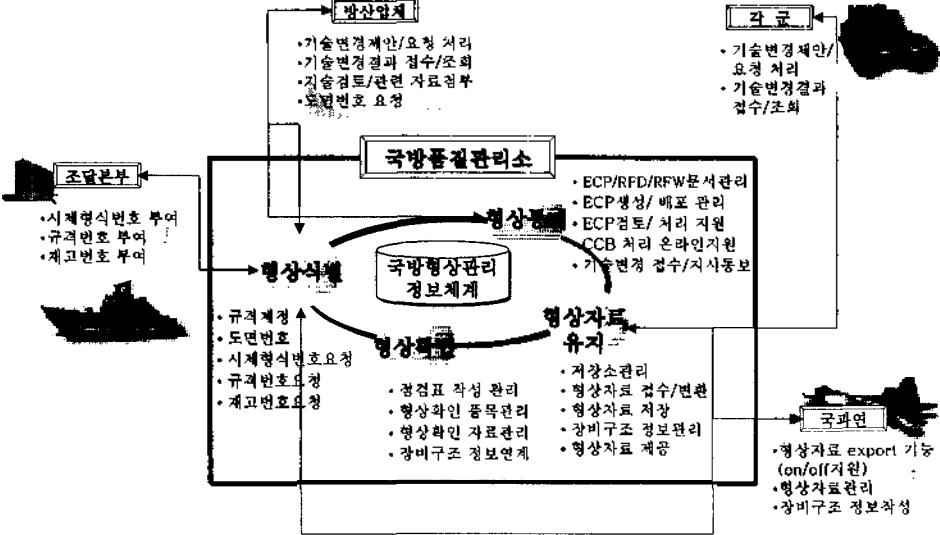 방산업체
•기술변경제안/요청 처리
•기술변경결과 접수/조회
•기술검토/관련 자료첨부
•도면번호 요청
각 군
• 기술변경제안/
요청 처리
• 기술변경결과
접수/조회
국방품질관리소
조달본부
•시제형식번호 부여
•규격번호 부여
•재고번호 부여
• ECP/RFD/RFW문서관리
• ECP생성/ 배포 관리
• ECP검토/ 처리 지원
•CCB 처리 온라인지원
• 기술변경 접수/지시통보
형상통제
형상식별
국방형상관리
정보체계
형상자료
유지
형상확인
• 규격제정
• 도면번호
• 시제형식번호요청
• 규격번호요청
• 재고번호요청
• 점검표 작성 관리
• 형상확인 품목관리
• 형상확인 자료관리
• 장비구조 정보연계
• 저장소관리
• 형상자료 접수/변환
• 형상자료 저장
• 장비구조 정보관리
• 형상자료 제공
국과연
•형상자료 export 기능
(on/off지원)
•형상자료관리
•장비구조 정보작성